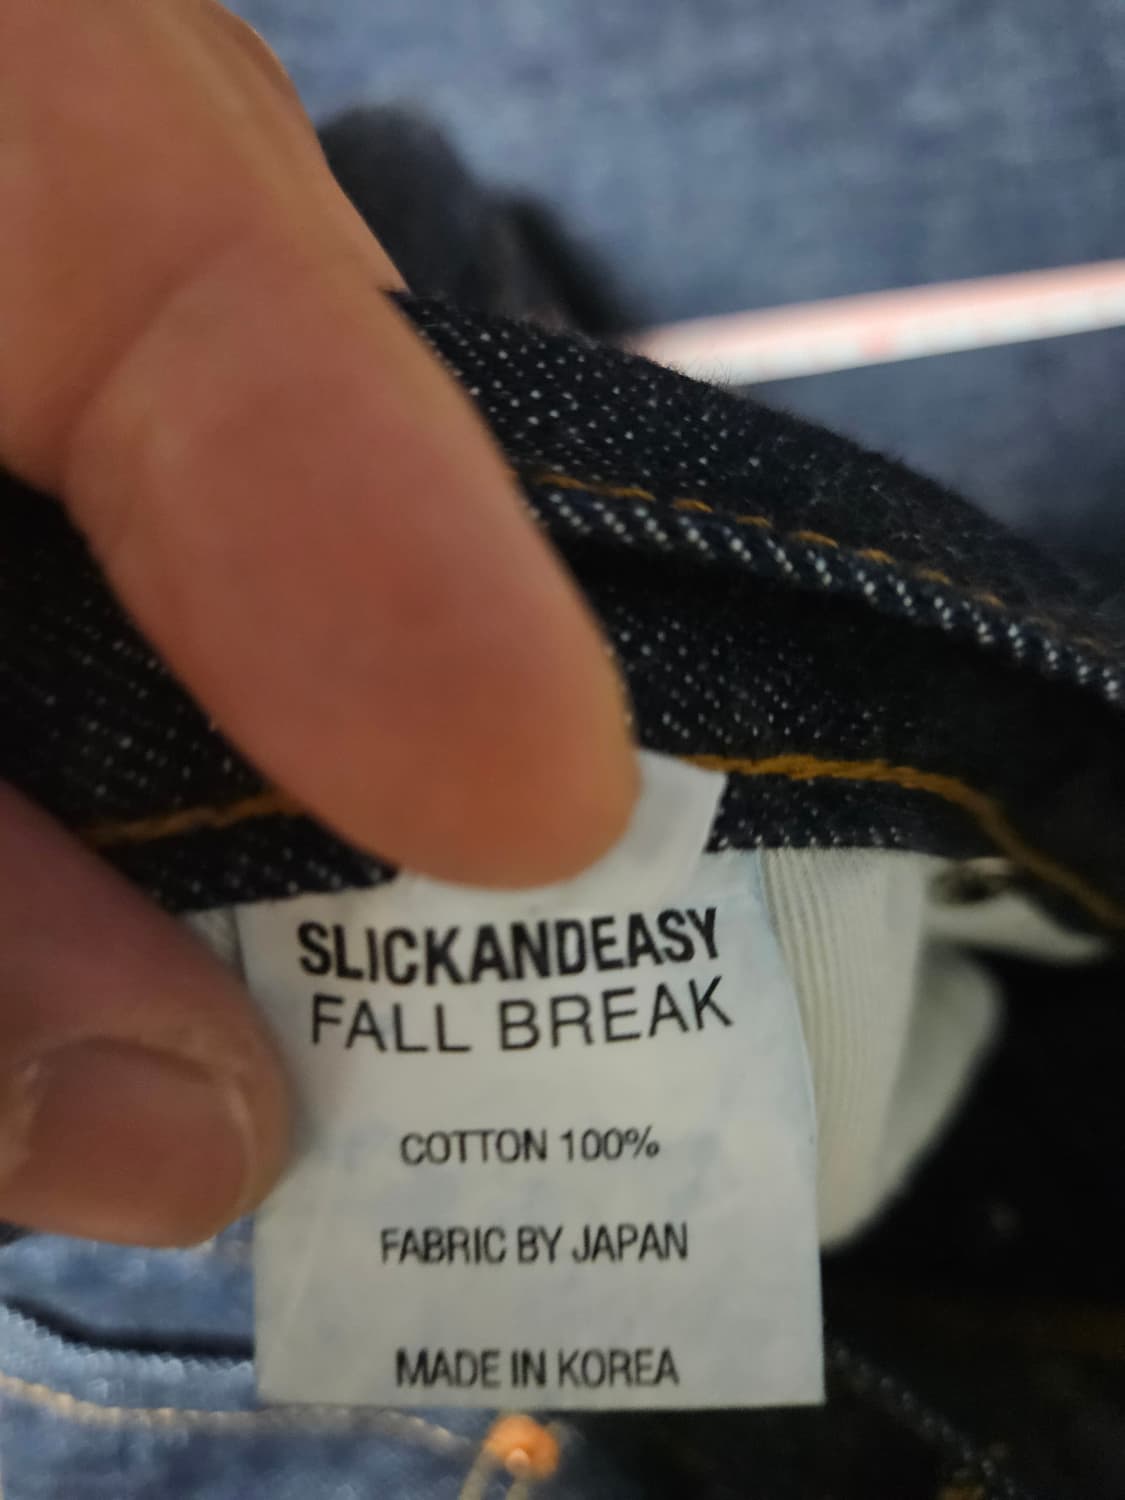 SLICKANDEASY
FALL BREAK
COTTON 100%
FABRIC BY JAPAN
MADE IN KOREA